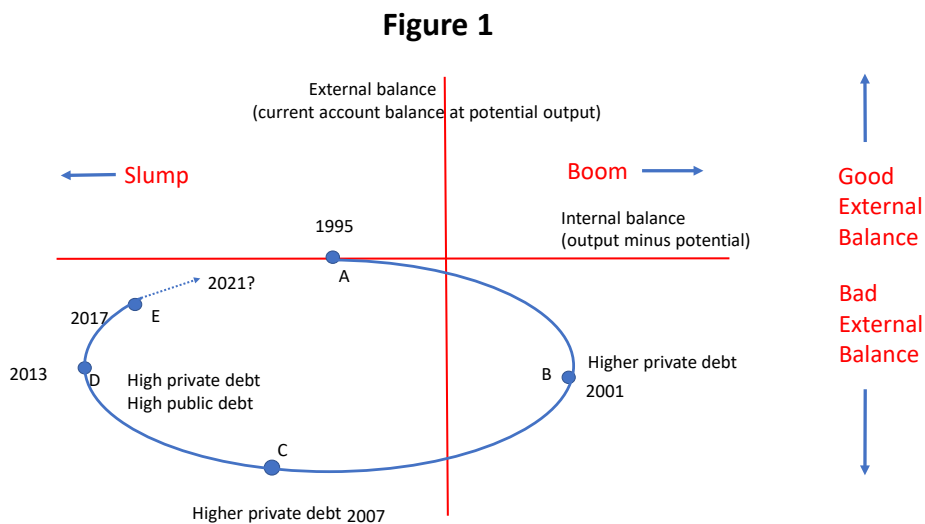 Figure 1
External balance
(current account balance at potential output)
Slump
Boom
Good
External
Balance
Internal balance
(output minus potential)
1995
A
2021?
Bad
External
Balance
2017
E
2013
D
High private debt
High public debt
B
Higher private debt
2001
C
Higher private debt 2007